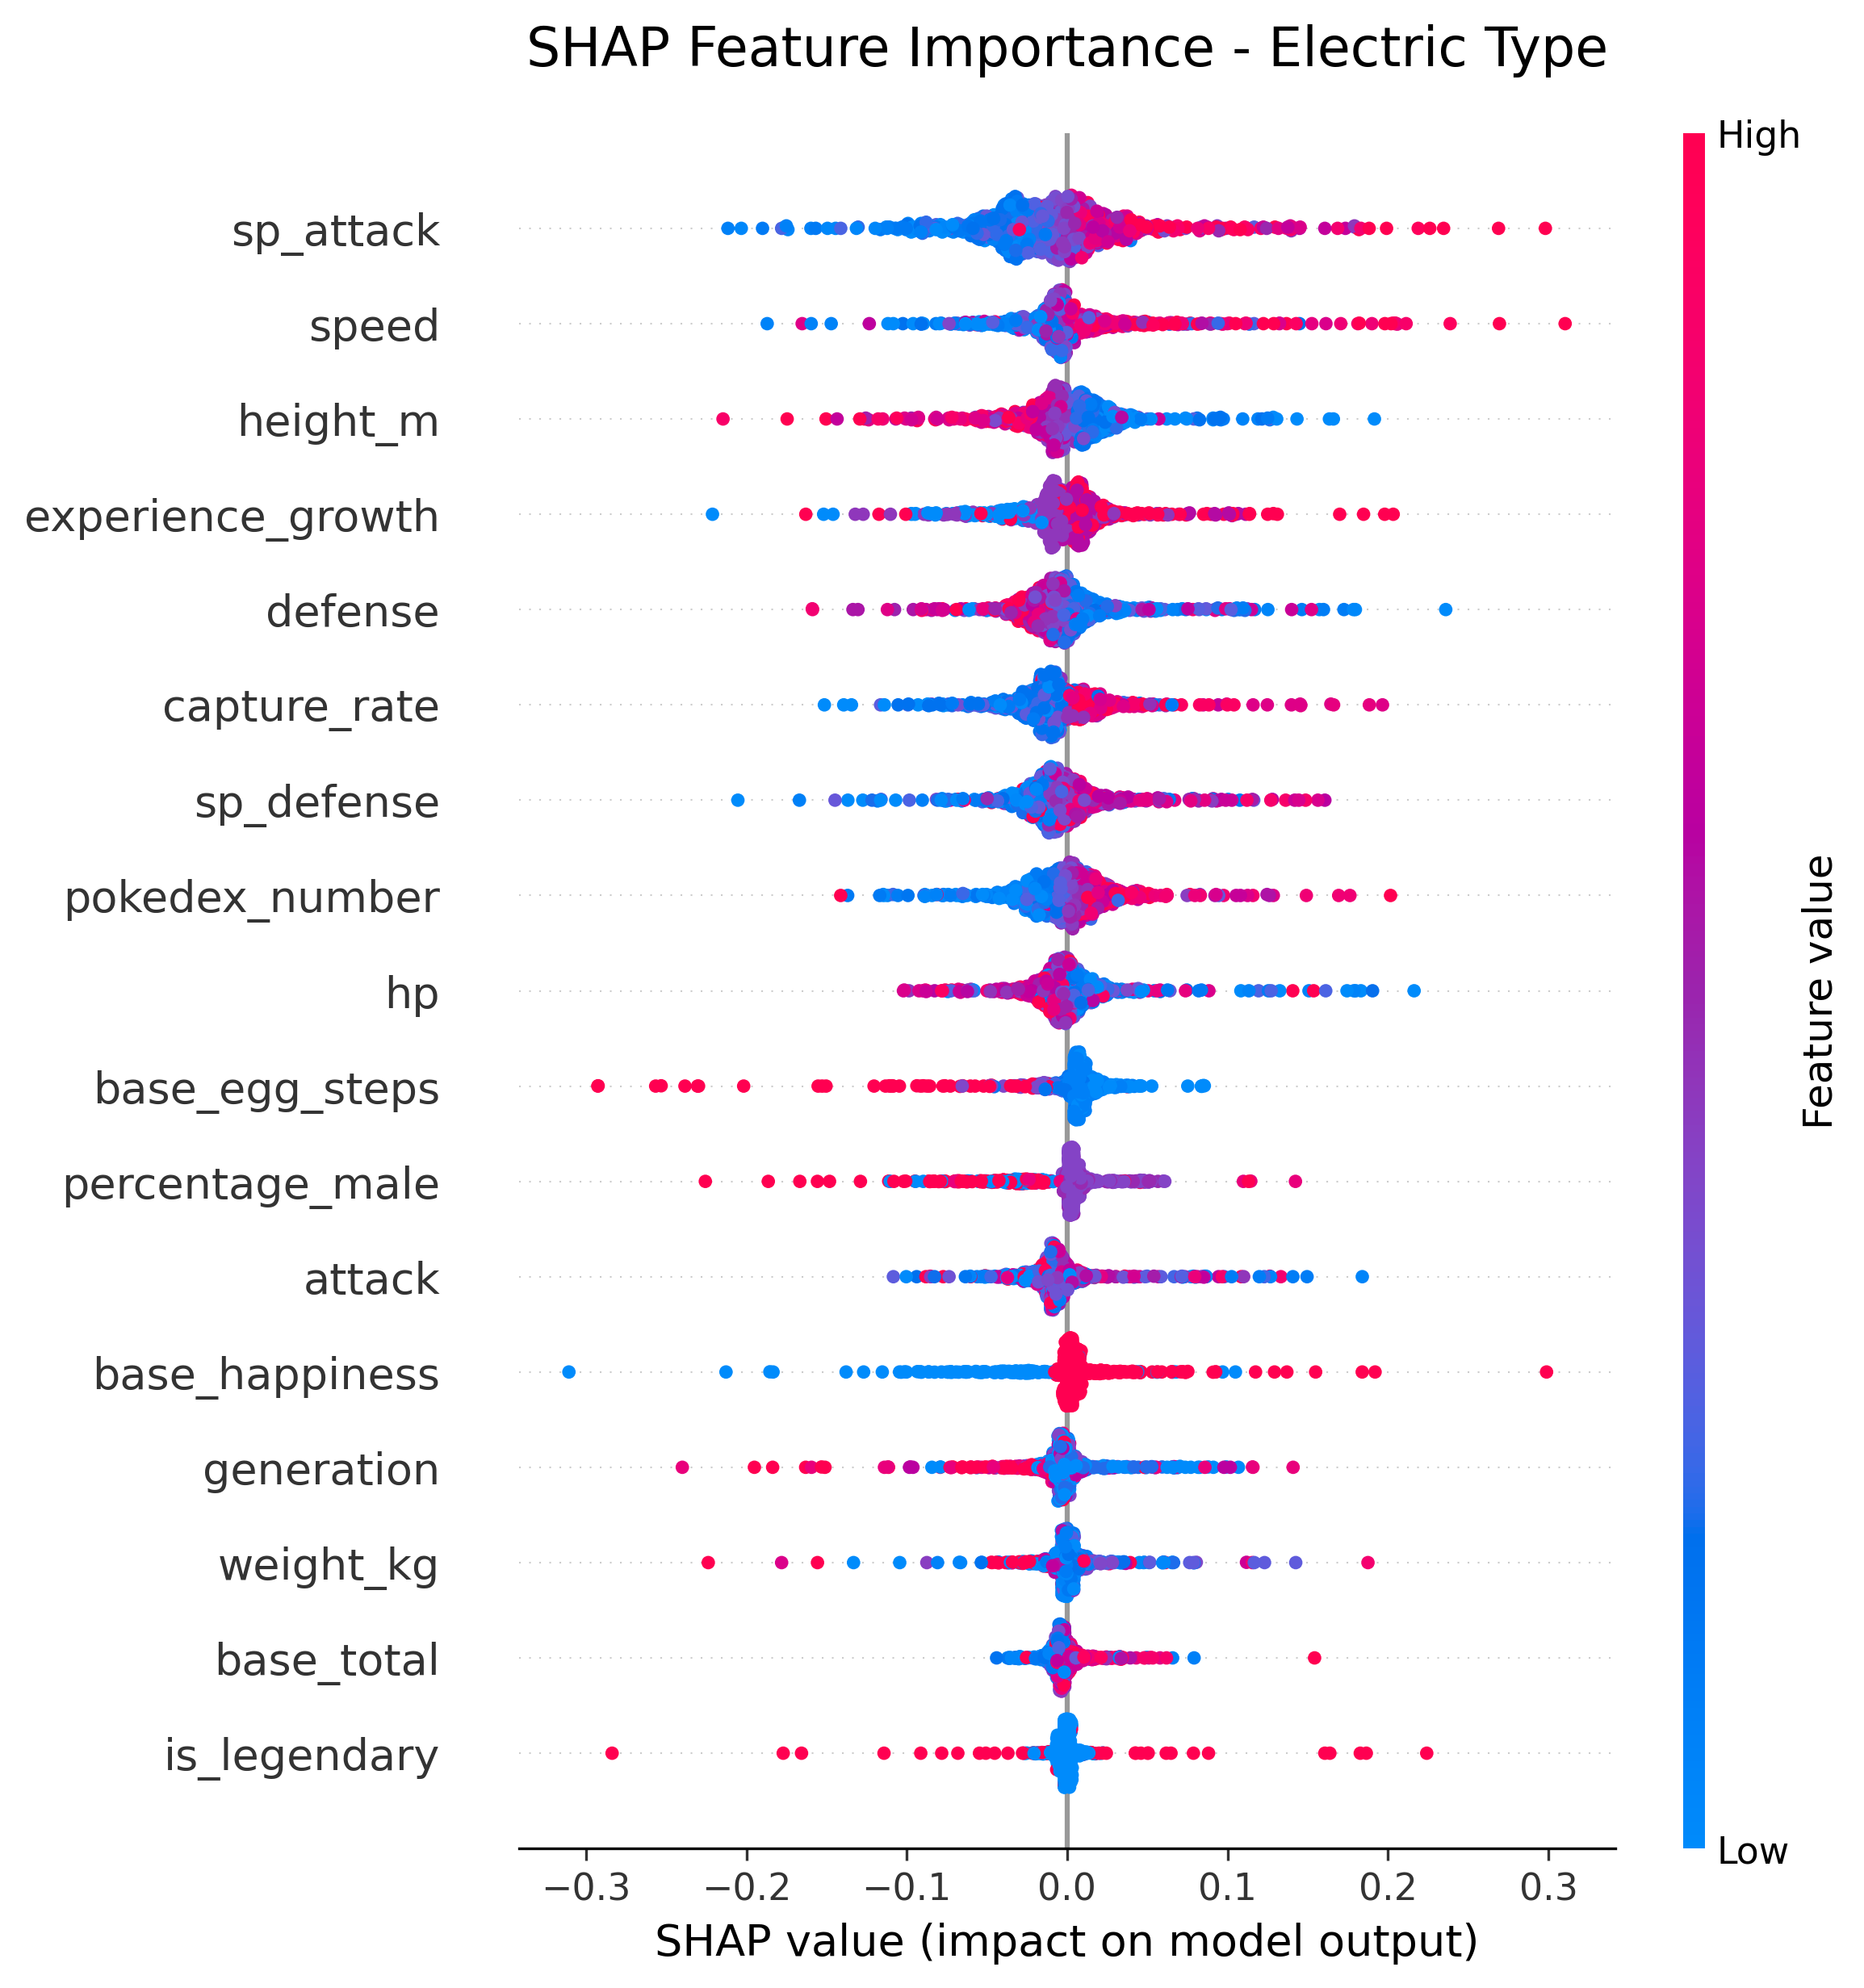 SHAP Feature Importance - Electric Type
High
sp_attack
speed
height_m
experience_growth
defense
capture_rate
sp_defense
pokedex_number
hp
base_egg_steps
percentage_male
attack
base_happiness
generation
weight_kg
base_total
is_legendary
Feature value
Low
−0.3 −0.2 −0.1 0.0 0.1 0.2 0.3
SHAP value (impact on model output)